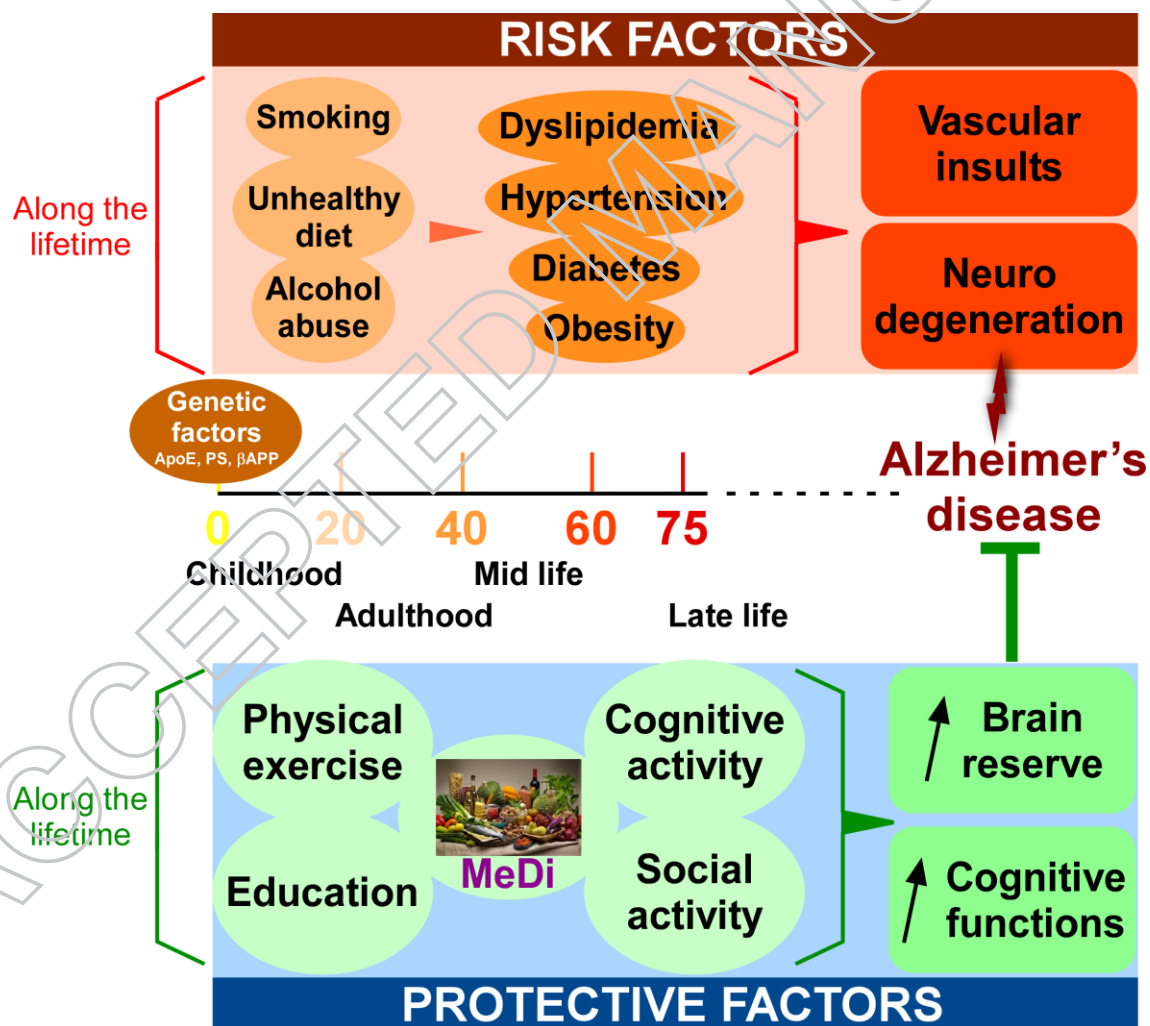 RISK FACTORS
Along the
lifetime
Smoking
Unhealthy
diet
Alcohol
abuse
Dyslipidemia
Hypertension
Diabetes
Obesity
Vascular
insults
Neuro
degeneration
Genetic
factors
ApoE, PS, βAPP
0
20
40
60
75
Childhood
Mid life
Adulthood
Late life
Alzheimer's
disease
Along the
lifetime
Physical
exercise
Education
MeDi
Cognitive
activity
Social
activity
Brain
reserve
Cognitive
functions
PROTECTIVE FACTORS
CCEPTED MANU